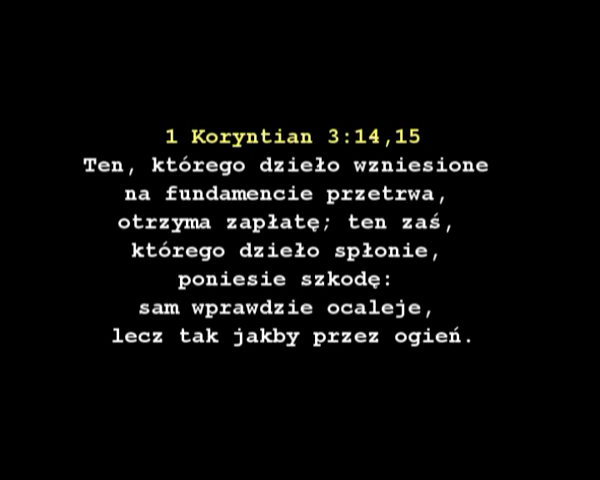 1 Koryntian 3:14,15
Ten, którego dzieło wzniesione
na fundamencie przetrwa,
otrzyma zapłatę; ten zaś,
którego dzieło spłonie,
poniesie szkodę:
sam wprawdzie ocaleje,
lecz tak jakby przez ogień.